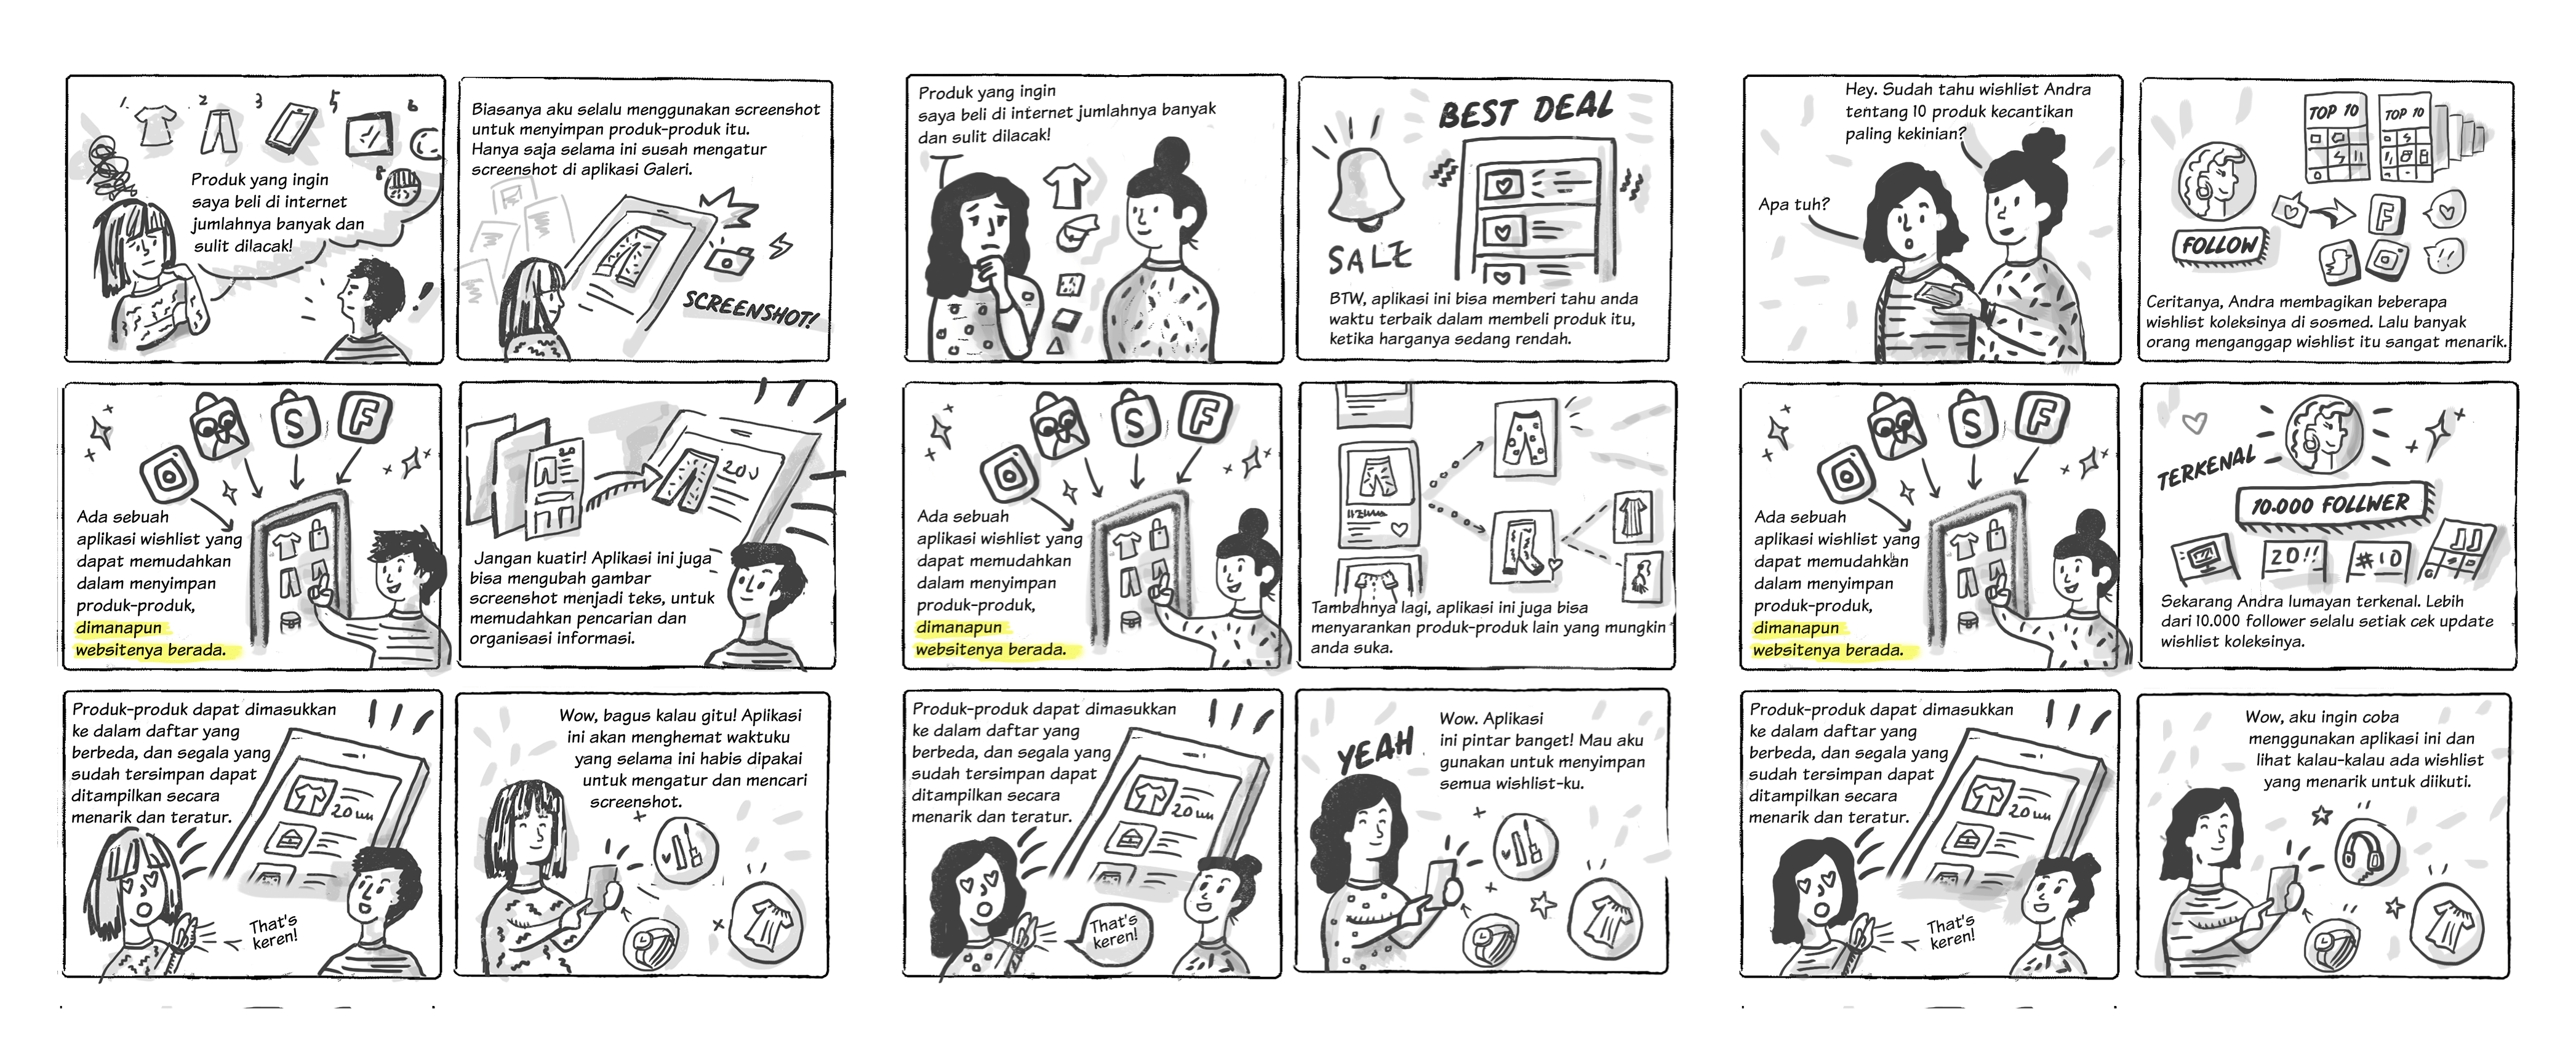 1 2 3 5 6
8
Produk yang ingin
saya beli di internet
jumlahnya banyak dan
sulit dilacak!
!
Ada sebuah
aplikasi wishlist yang
dapat memudahkan
dalam menyimpan
produk-produk,
dimanapun
websitenya berada.
S
F
Produk-produk dapat dimasukkan
ke dalam daftar yang
berbeda, dan segala yang
sudah tersimpan dapat
ditampilkan secara
menarik dan teratur.
20
That's
keren!
Biasanya aku selalu menggunakan screenshot
untuk menyimpan produk-produk itu.
Hanya saja selama ini susah mengatur
screenshot di aplikasi Galeri.
SCREENSHOT!
20
Jangan kuatir! Aplikasi ini juga
bisa mengubah gambar
screenshot menjadi teks, untuk
memudahkan pencarian dan
organisasi informasi.
Wow, bagus kalau gitu! Aplikasi
ini akan menghemat waktuku
yang selama ini habis dipakai
untuk mengatur dan mencari
screenshot.
Produk yang ingin
saya beli di internet jumlahnya banyak
dan sulit dilacak!
Ada sebuah
aplikasi wishlist yang
dapat memudahkan
dalam menyimpan
produk-produk,
dimanapun
websitenya berada.
S
F
Produk-produk dapat dimasukkan
ke dalam daftar yang
berbeda, dan segala yang
sudah tersimpan dapat
ditampilkan secara
menarik dan teratur.
20
That's
keren!
BEST DEAL
SALE
BTW, aplikasi ini bisa memberi tahu anda
waktu terbaik dalam membeli produk itu,
ketika harganya sedang rendah.
Tambahnya lagi, aplikasi ini juga bisa
menyarankan produk-produk lain yang mungkin
anda suka.
YEAH
Wow. Aplikasi
ini pintar banget! Mau aku
gunakan untuk menyimpan
semua wishlist-ku.
Hey. Sudah tahu wishlist Andra
tentang 10 produk kecantikan
paling kekinian?
Apa tuh?
Ada sebuah
aplikasi wishlist yang
dapat memudahkan
dalam menyimpan
produk-produk,
dimanapun
websitenya berada.
S
F
Produk-produk dapat dimasukkan
ke dalam daftar yang
berbeda, dan segala yang
sudah tersimpan dapat
ditampilkan secara
menarik dan teratur.
20
That's
keren!
TOP 10
TOP 10
F
FOLLOW
!!
Ceritanya, Andra membagikan beberapa
wishlist koleksinya di sosmed. Lalu banyak
orang menganggap wishlist itu sangat menarik.
TERKENAL
10.000 FOLLWER
20!!
#10
Sekarang Andra lumayan terkenal. Lebih
dari 10.000 follower selalu setiak cek update
wishlist koleksinya.
Wow, aku ingin coba
menggunakan aplikasi ini dan
lihat kalau-kalau ada wishlist
yang menarik untuk diikuti.